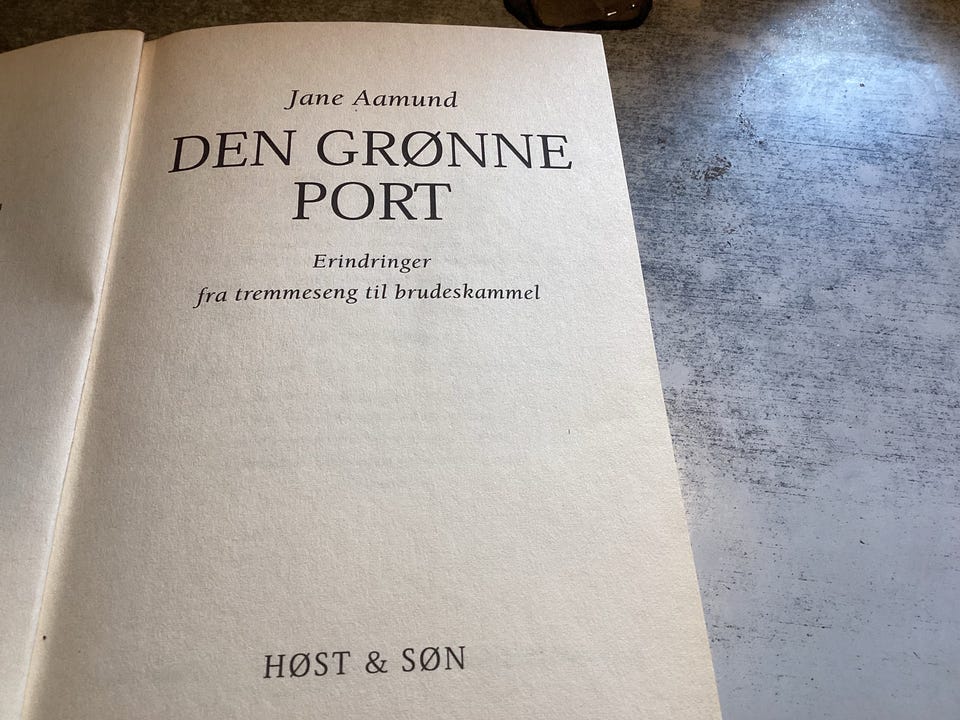 Jane Aamund
DEN GRØNNE
PORT
Erindringer
fra tremmeseng til brudeskammel
HØST & SØN